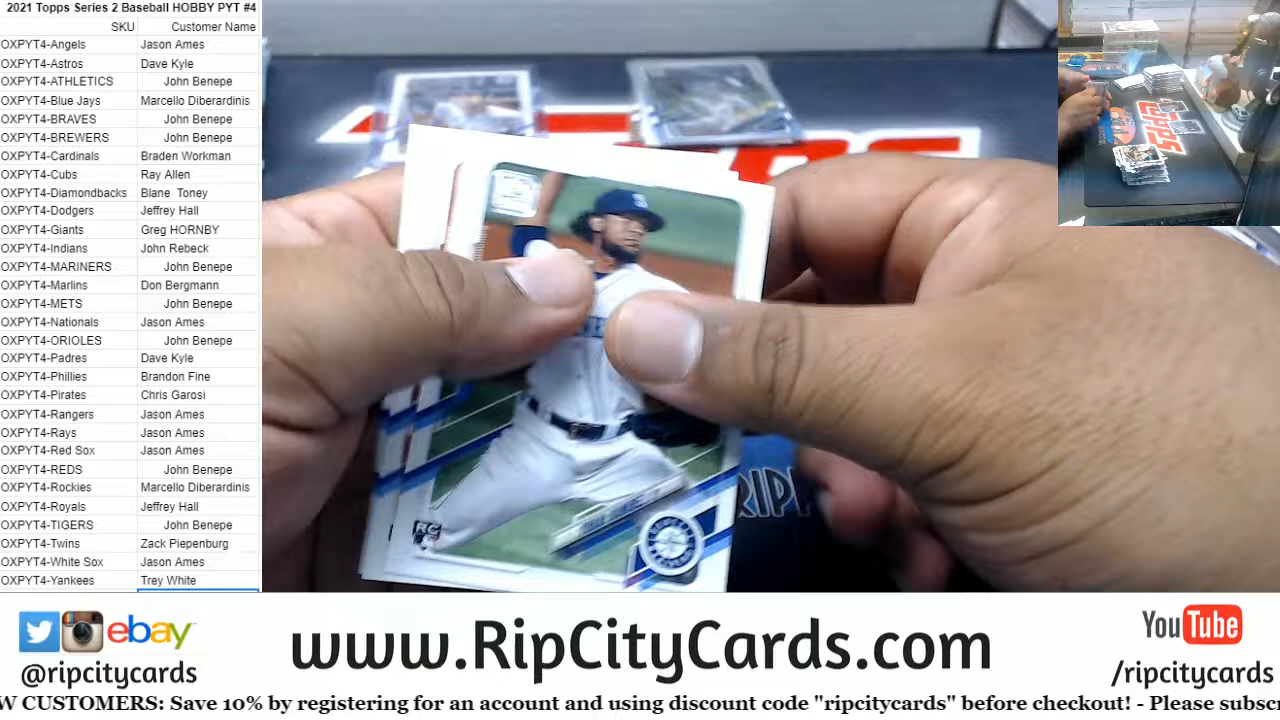 2021 Topps Series 2 Baseball HOBBY PYT #4
SKU Customer Name
OXPYT4-Angels Jason Ames
OXPYT4-Astros Dave Kyle
OXPYT4-ATHLETICS John Benepe
OXPYT4-Blue Jays Marcello Diberardinis
OXPYT4-BRAVES John Benepe
OXPYT4-BREWERS John Benepe
OXPYT4-Cardinals Braden Workman
OXPYT4-Cubs Ray Allen
OXPYT4-Diamondbacks Blane Toney
OXPYT4-Dodgers Jeffrey Hall
OXPYT4-Giants Greg HORNBY
OXPYT4-Indians John Rebeck
OXPYT4-MARINERS John Benepe
OXPYT4-Marlins Don Bergmann
OXPYT4-METS John Benepe
OXPYT4-Nationals Jason Ames
OXPYT4-ORIOLES John Benepe
OXPYT4-Padres Dave Kyle
OXPYT4-Phillies Brandon Fine
OXPYT4-Pirates Chris Garosi
OXPYT4-Rangers Jason Ames
OXPYT4-Rays Jason Ames
OXPYT4-Red Sox Jason Ames
OXPYT4-REDS John Benepe
OXPYT4-Rockies Marcello Diberardinis
OXPYT4-Royals Jeffrey Hall
OXPYT4-TIGERS John Benepe
OXPYT4-Twins Zack Piepenburg
OXPYT4-White Sox Jason Ames
OXPYT4-Yankees Trey White
RIPP
RC
TOPPS
ebay
@ripcitycards
www.RipCityCards.com
YouTube
/ripcitycards
W CUSTOMERS: Save 10% by registering for an account and using discount code "ripcitycards" before checkout! - Please subsc